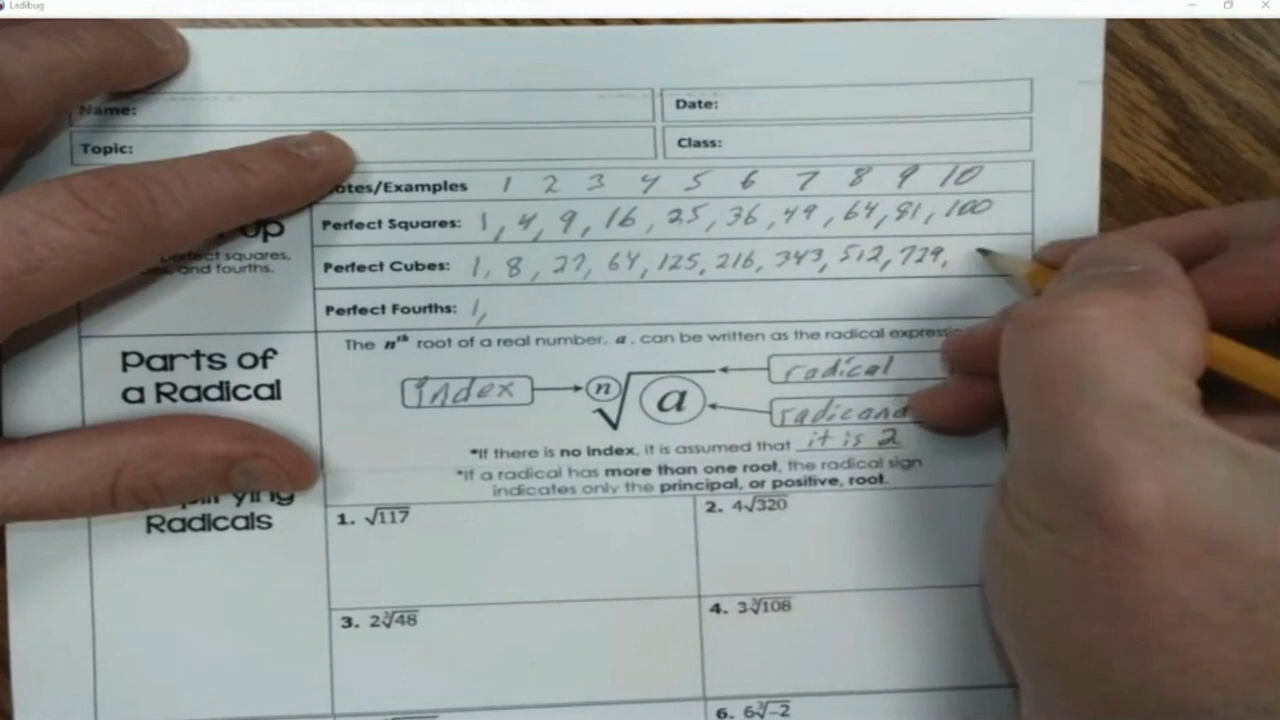 Ladibug
Name:
Date:
Topic:
Class:
Notes/Examples 1 2 3 4 5 6 7 8 9 10
Perfect Squares: 1, 4, 9, 16, 25, 36, 49, 64, 81, 100
squares,
and fourths.
Perfect Cubes: 1, 8, 27, 64, 125, 216, 343, 512, 729,
Perfect Fourths: 1,
Parts of
a Radical
The nth root of a real number, a, can be written as the radical
index
n√a
radical
radicand
*If there is no index, it is assumed that it is 2
*If a radical has more than one root, the radical sign
indicates only the principal, or positive, root.
Radicals
1. √117
2. 4√320
3. 2∛48
4. 3∛108
6. 6∛-2